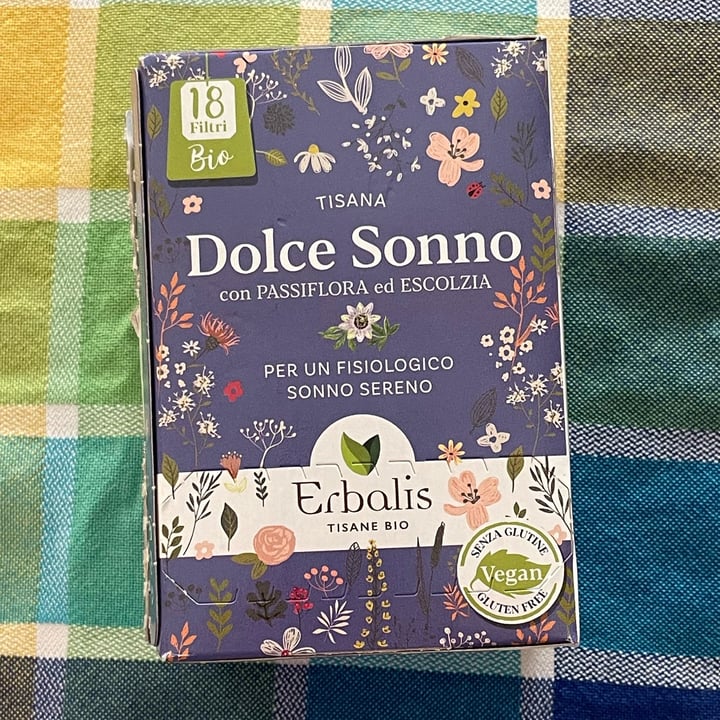 18
Filtri
Bio
TISANA
Dolce Sonno
con PASSIFLORA ed ESCOLZIA
PER UN FISIOLOGICO
SONNO SERENO
Erbalis
TISANE BIO
SENZA GLUTINE
Vegan
GLUTEN FREE